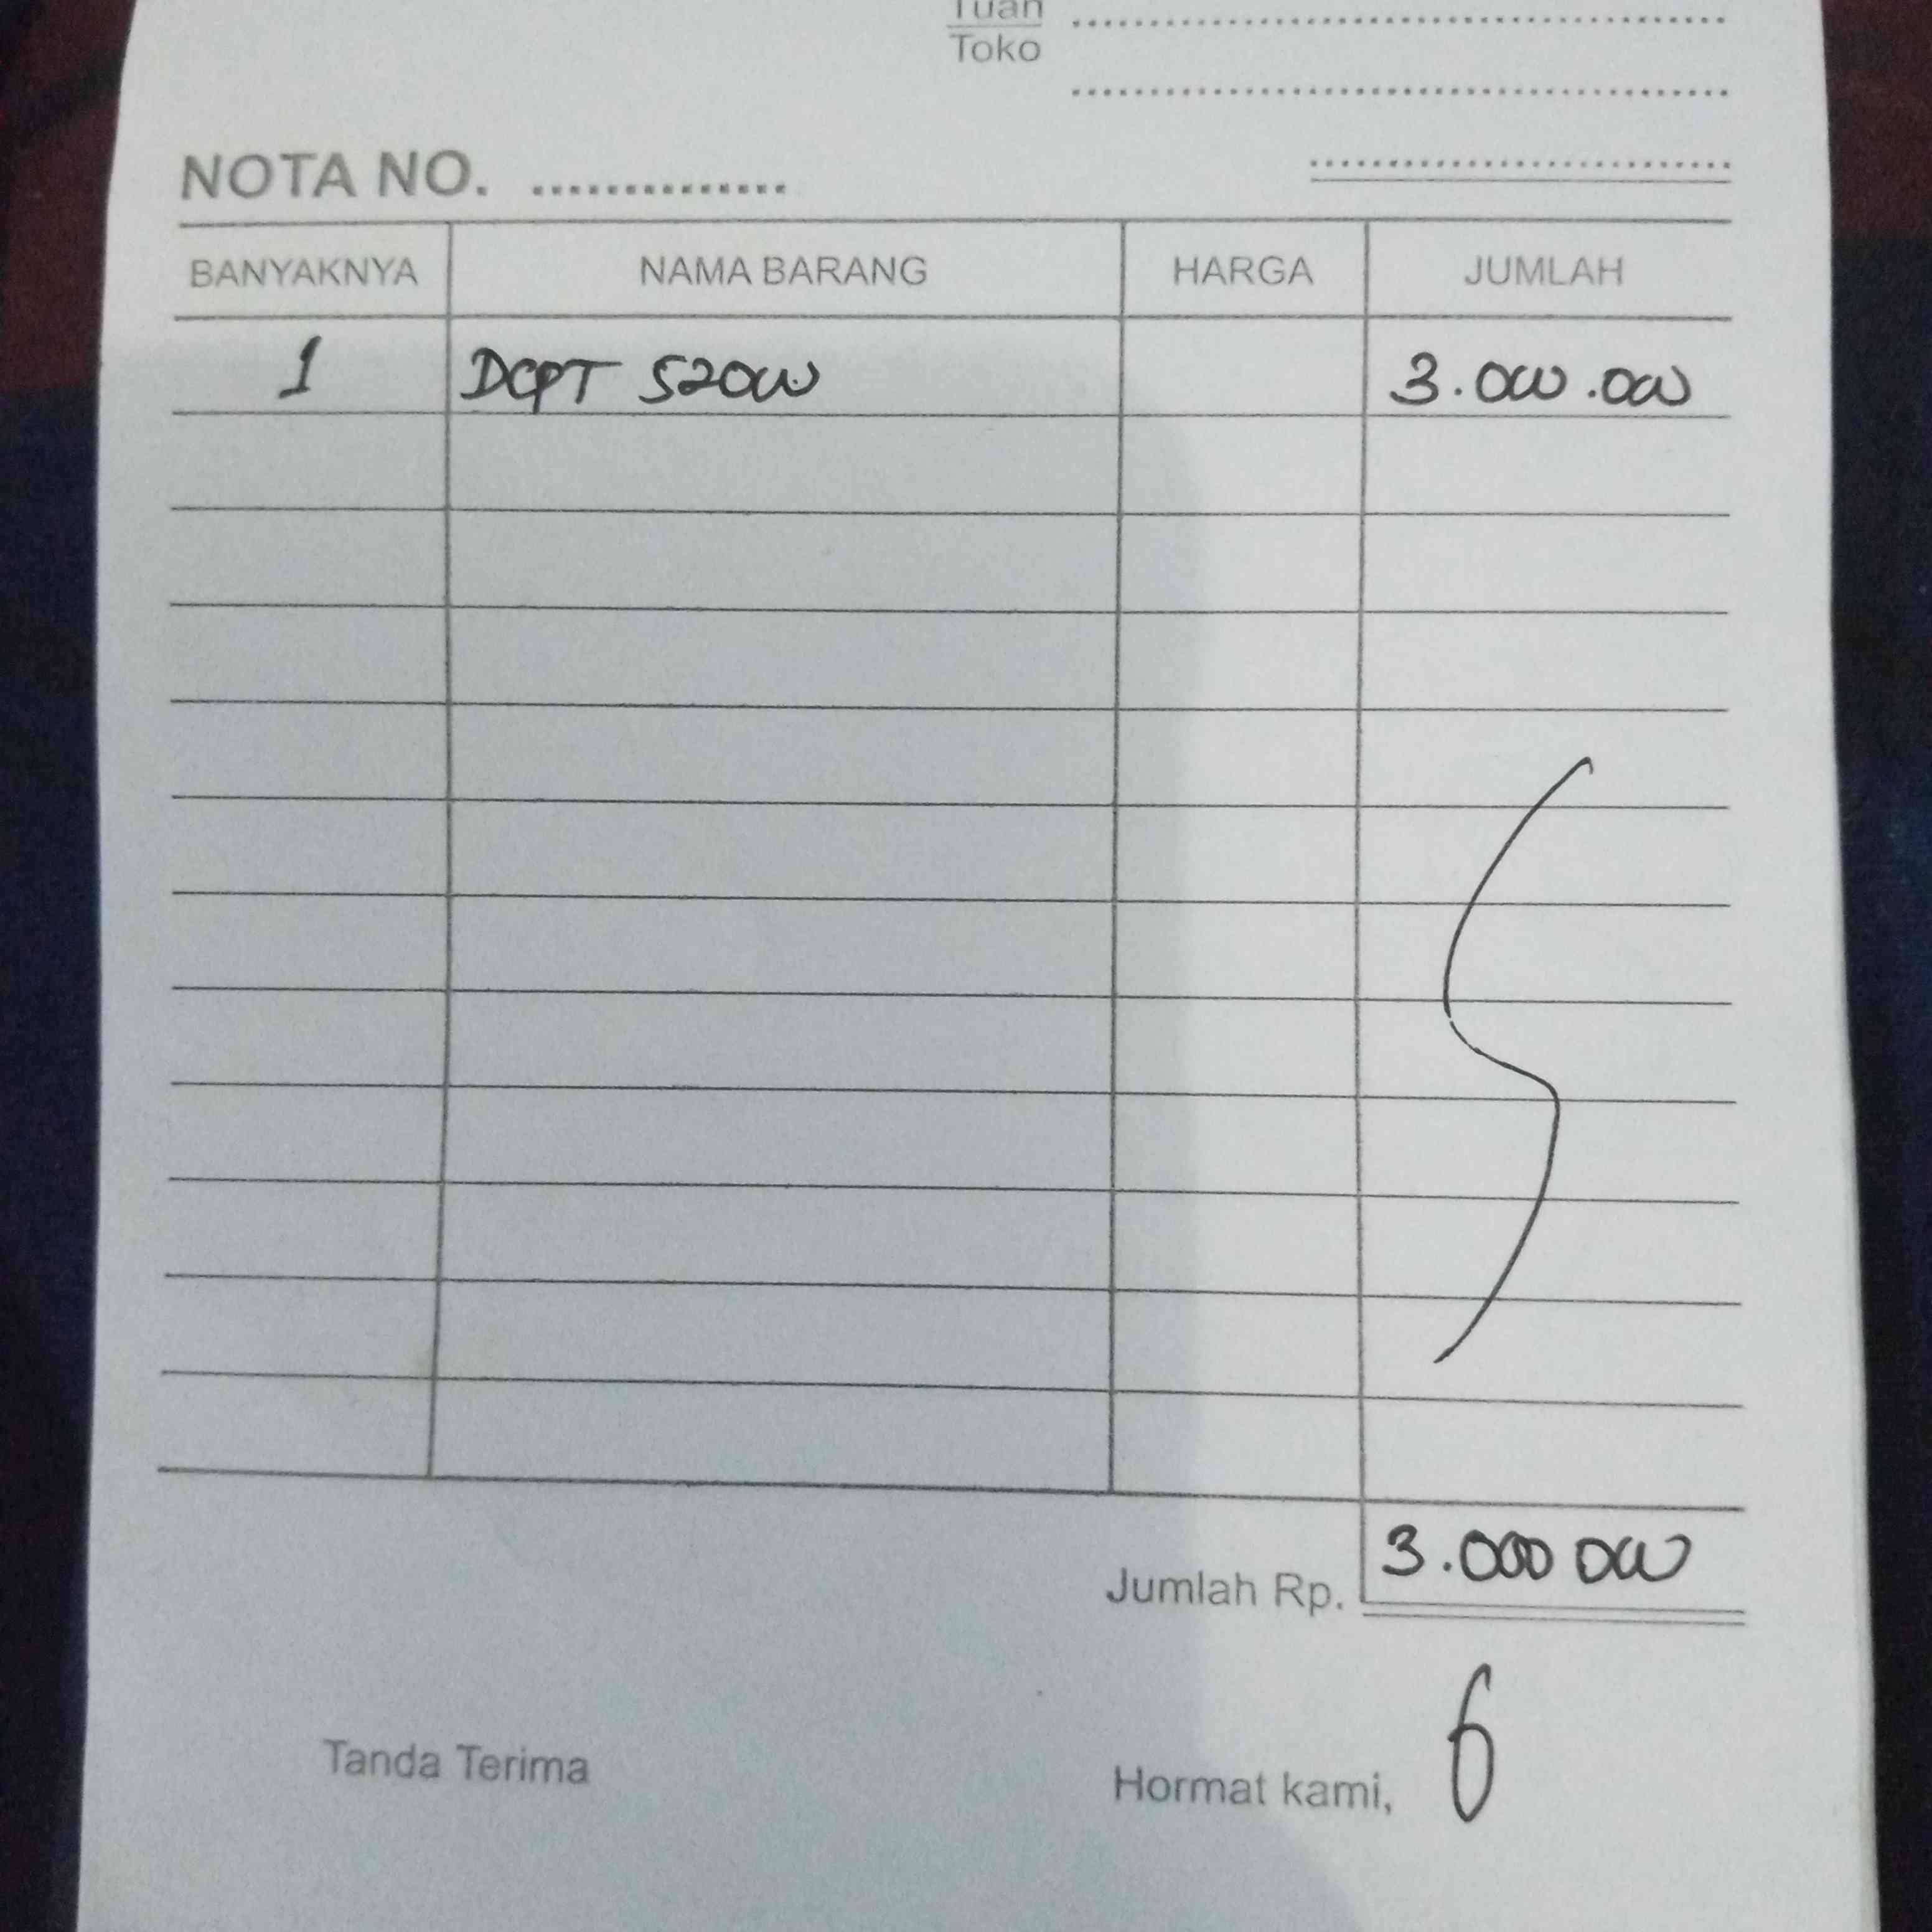 Tuan
Toko
NOTA NO. ..............
BANYAKNYA NAMA BARANG HARGA JUMLAH
1 DCPT 520W 3.000.000
Jumlah Rp. 3.000 000
Tanda Terima Hormat kami,